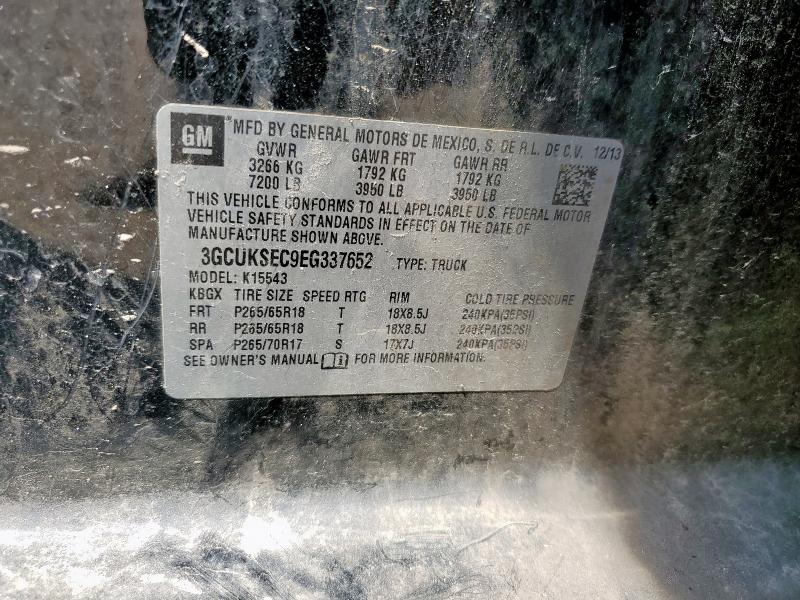 GM MFD BY GENERAL MOTORS DE MEXICO, S. DE R.L. DE C.V. 12/13
GVWR GAWR FRT GAWR RR
3266 KG 1792 KG 1792 KG
7200 LB 3950 LB 3950 LB
THIS VEHICLE CONFORMS TO ALL APPLICABLE U.S. FEDERAL MOTOR
VEHICLE SAFETY STANDARDS IN EFFECT ON THE DATE OF
MANUFACTURE SHOWN ABOVE.
3GCUKSEC9EG337652 TYPE: TRUCK
MODEL: K15543
KBGX TIRE SIZE SPEED RTG RIM COLD TIRE PRESSURE
FRT P265/65R18 T 18X8.5J 240KPA(35PSI)
RR P265/65R18 T 18X8.5J 240KPA(35PSI)
SPA P265/70R17 S 17X7J 240KPA(35PSI)
SEE OWNER'S MANUAL FOR MORE INFORMATION.